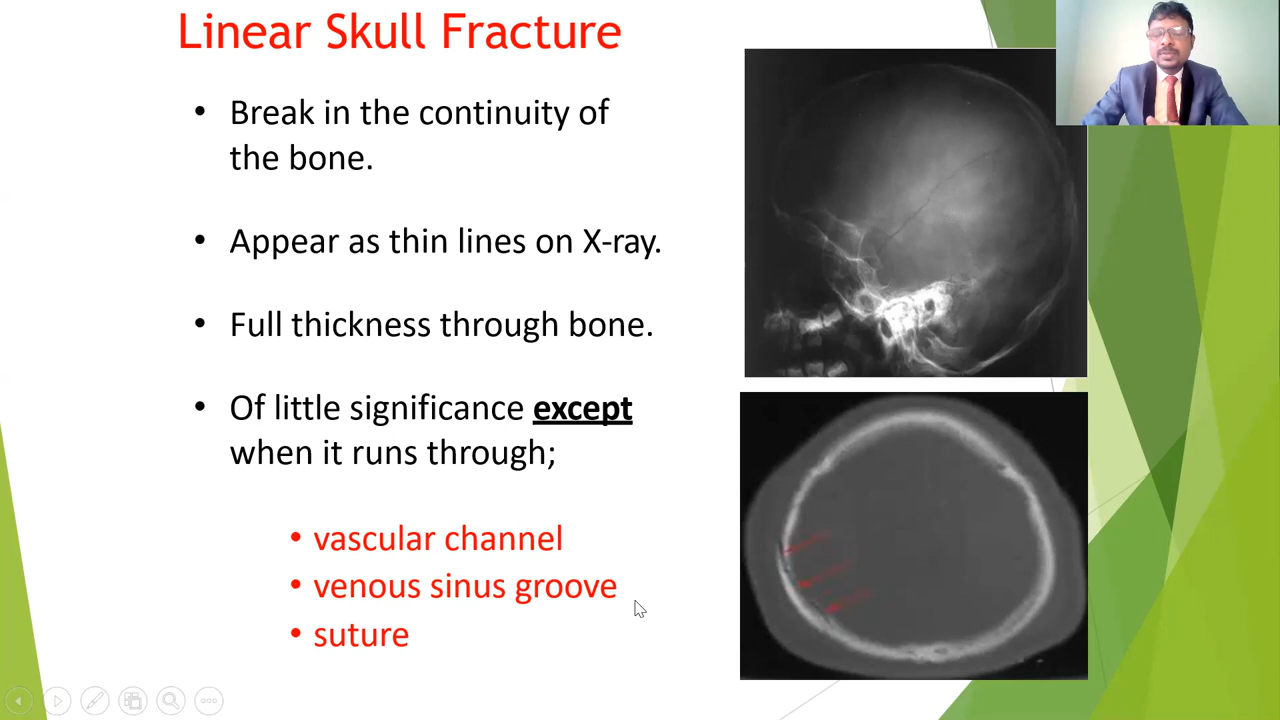 Linear Skull Fracture
• Break in the continuity of
the bone.
• Appear as thin lines on X-ray.
• Full thickness through bone.
• Of little significance except
when it runs through;
• vascular channel
• venous sinus groove
• suture